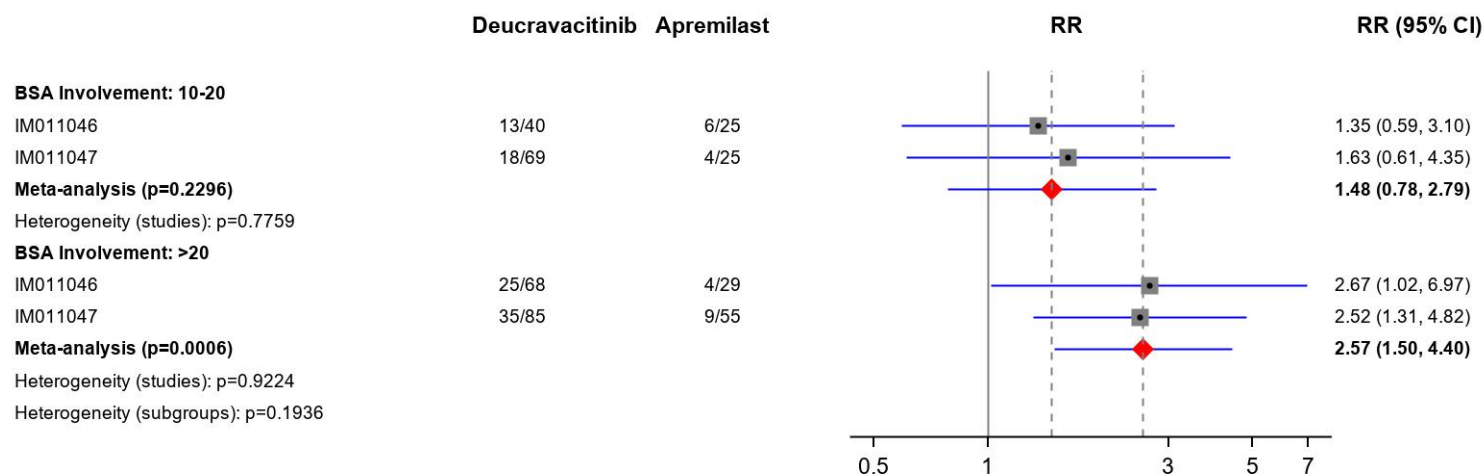 Deucravacitinib Apremilast RR RR (95% CI)
BSA Involvement: 10-20
IM011046 13/40 6/25 1.35 (0.59, 3.10)
IM011047 18/69 4/25 1.63 (0.61, 4.35)
Meta-analysis (p=0.2296) 1.48 (0.78, 2.79)
Heterogeneity (studies): p=0.7759
BSA Involvement: >20
IM011046 25/68 4/29 2.67 (1.02, 6.97)
IM011047 35/85 9/55 2.52 (1.31, 4.82)
Meta-analysis (p=0.0006) 2.57 (1.50, 4.40)
Heterogeneity (studies): p=0.9224
Heterogeneity (subgroups): p=0.1936
0.5 1 3 5 7